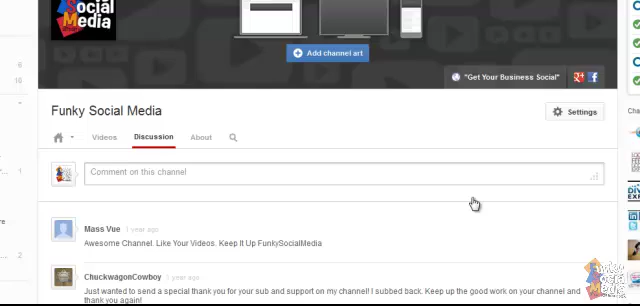 Social
Media
Add channel art
"Get Your Business Social"
Funky Social Media
Settings
Videos Discussion About
Comment on this channel
Mass Vue 1 year ago
Awesome Channel. Like Your Videos. Keep It Up FunkySocialMedia
ChuckwagonCowboy 1 year ago
Just wanted to send a special thank you for your sub and support on my channel! I subbed back. Keep up the good work on your channel and
thank you again!